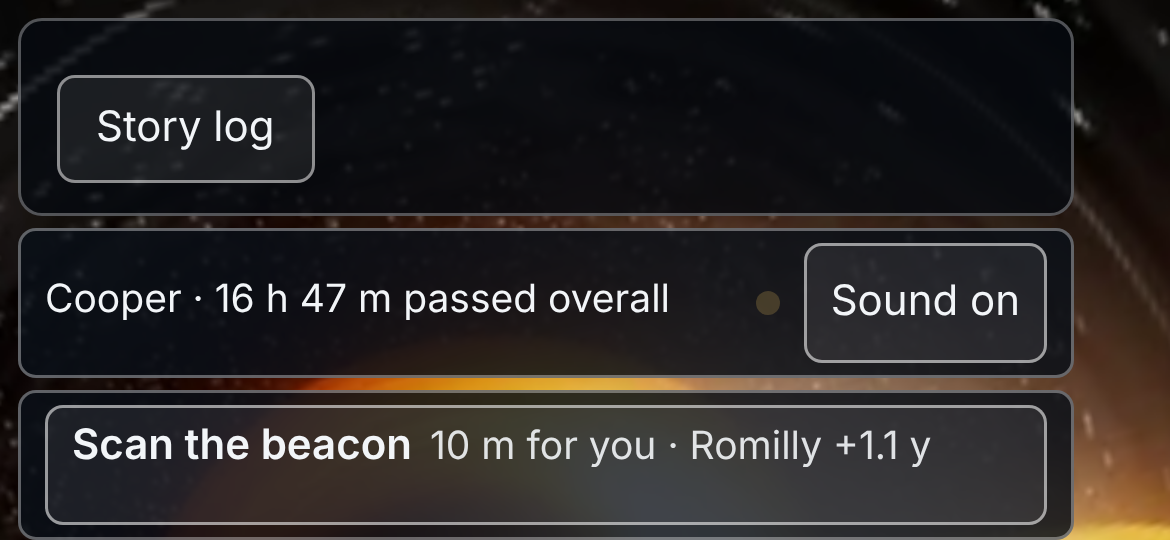 Story log
Cooper · 16 h 47 m passed overall
Sound on
Scan the beacon 10 m for you · Romilly +1.1 y